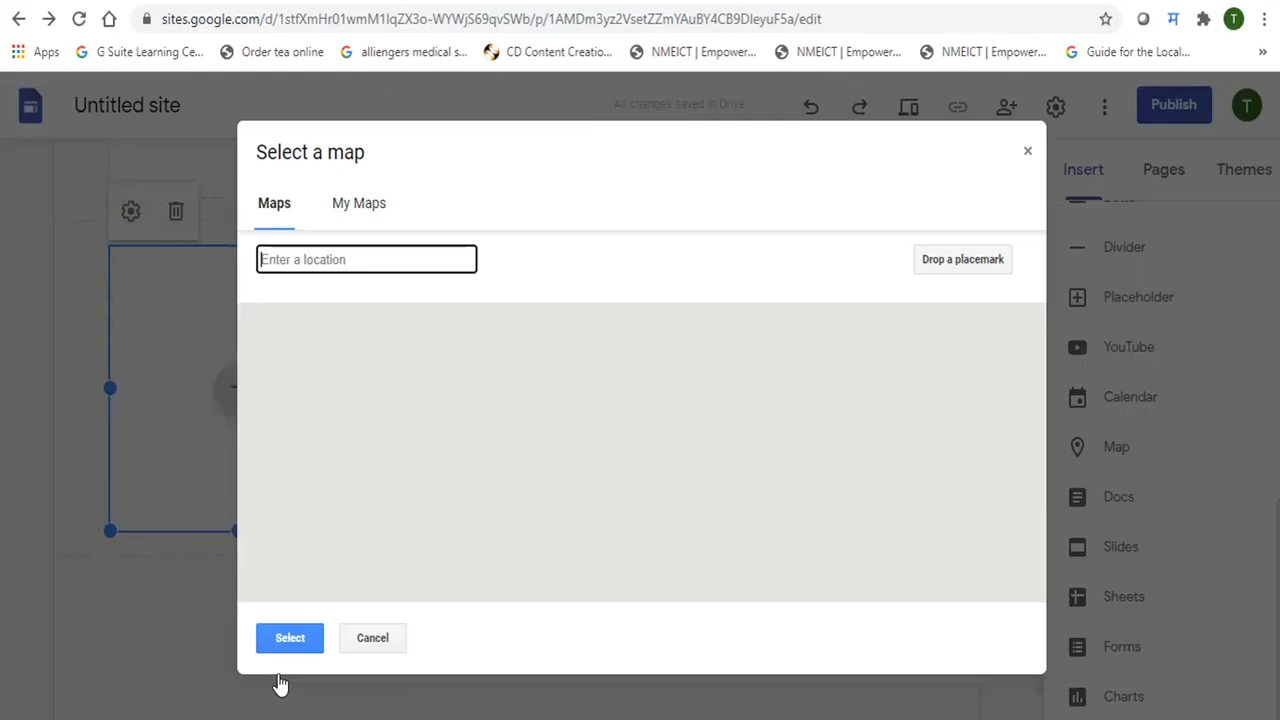 sites.google.com/d/1stfXmHr01wmM1IqZX3o-WYWjS69qvSWb/p/1AMDm3yz2VsetZZmYAuBY4CB9DIeyuF5a/edit
म T
Apps G Suite Learning Ce... Order tea online alliengers medical s... CD Content Creatio... NMEICT | Empower... NMEICT | Empower... NMEICT | Empower... Guide for the Local... »
Untitled site All changes saved in Drive Publish T
Select a map ×
Insert Pages Themes
Maps My Maps
Enter a location Drop a placemark
Divider
Placeholder
YouTube
Calendar
Map
Docs
Slides
Sheets
Forms
Charts
Select Cancel